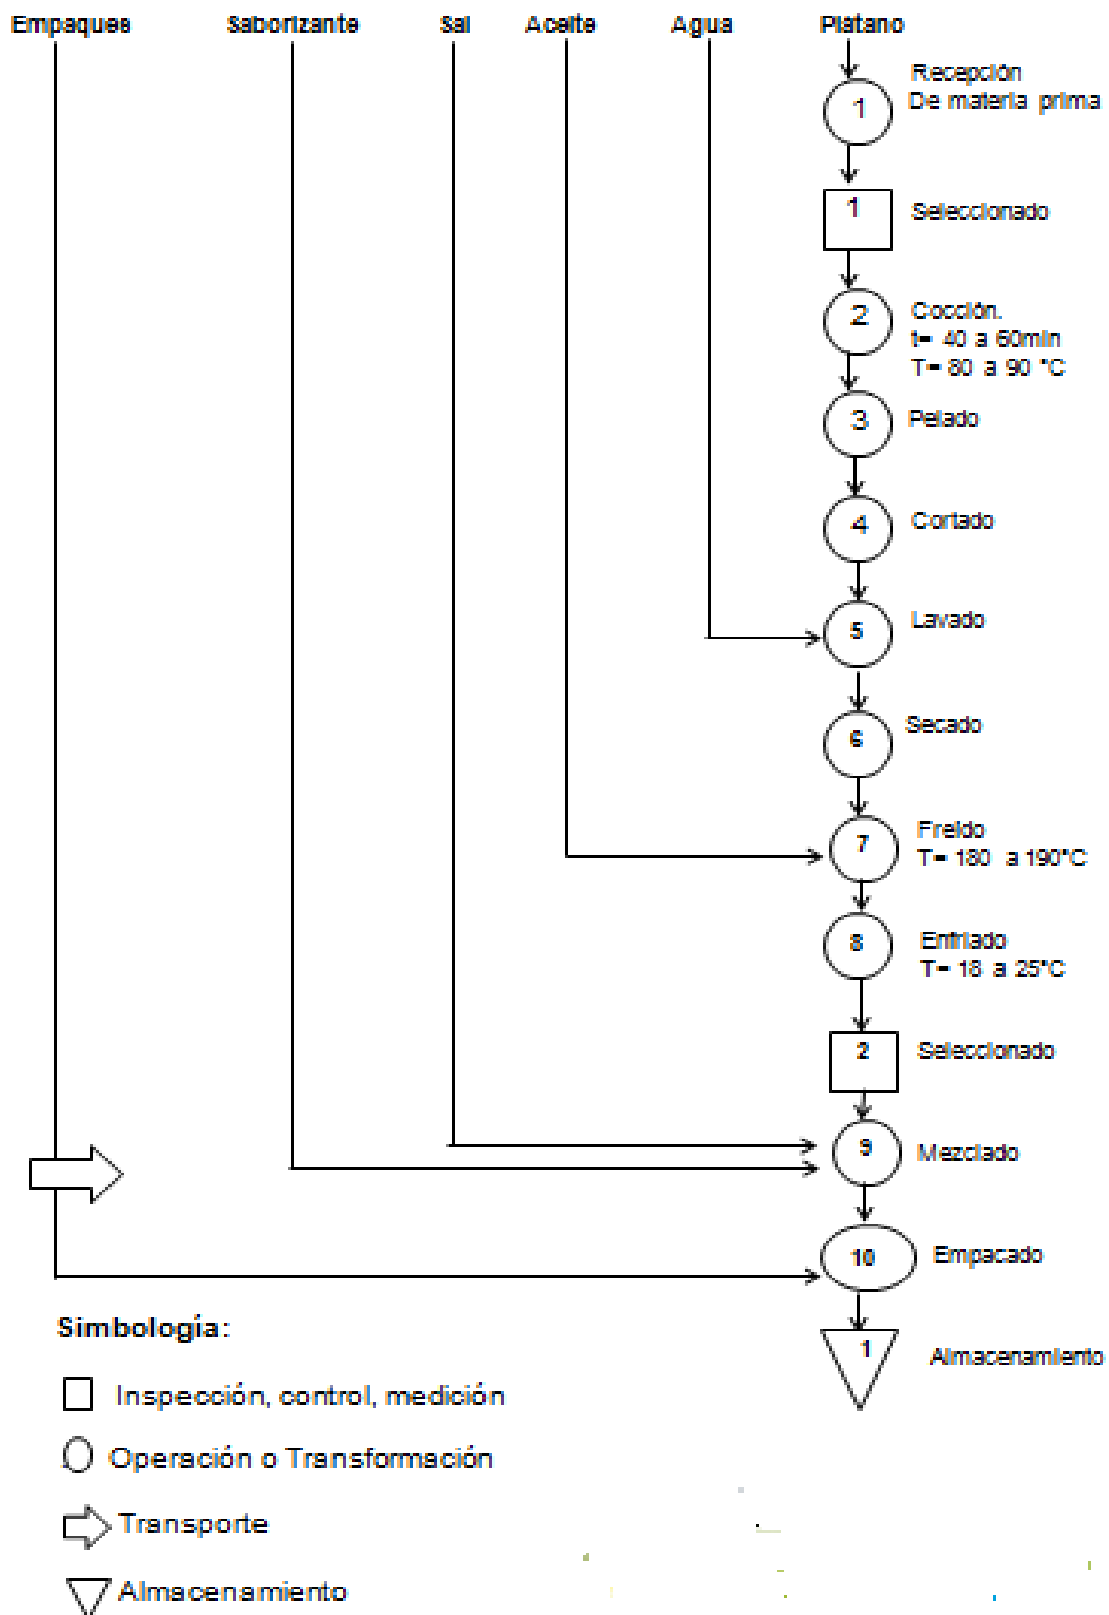 Empaques Saborizante Sal Aceite Agua Plátano
Recepción
De materia prima
1
1
Seleccionado
2
Cocción.
t= 40 a 60min
T= 80 a 90 °C
3
Pelado
4
Cortado
5
Lavado
6
Secado
7
Freído
T= 180 a 190°C
8
Enfriado
T= 18 a 25°C
2
Seleccionado
9
Mezclado
10
Empacado
1
Almacenamiento
Simbología:
Inspección, control, medición
Operación o Transformación
Transporte
Almacenamiento